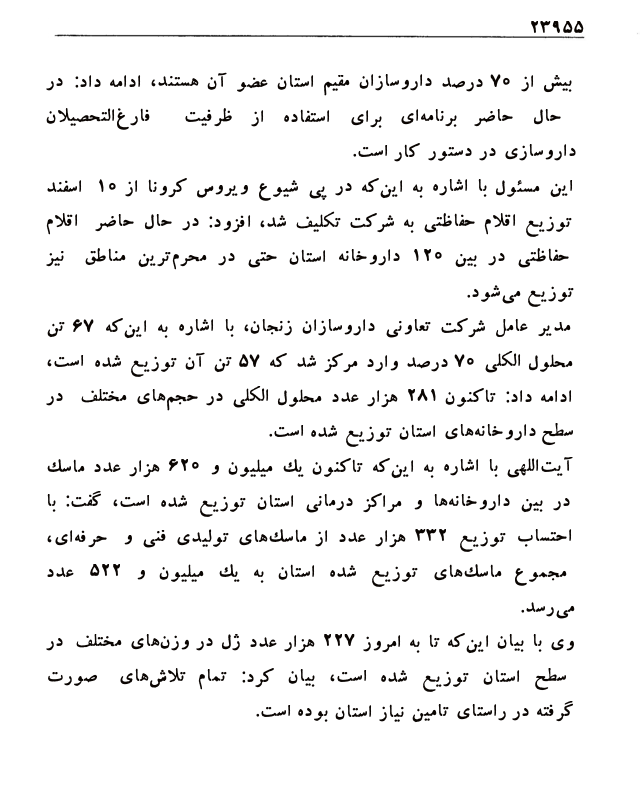 ۲۳۹۵۵
بیش از ۷۰ درصد داروسازان مقیم استان عضو آن هستند، ادامه داد: در
حال حاضر برنامه‌ای برای استفاده از ظرفیت فارغ‌التحصیلان
داروسازی در دستور کار است.
این مسئول با اشاره به این‌که در پی شیوع ویروس کرونا از ۱۰ اسفند
توزیع اقلام حفاظتی به شرکت تکلیف شد، افزود: در حال حاضر اقلام
حفاظتی در بین ۱۲۰ داروخانه استان حتی در محرم‌ترین مناطق نیز
توزیع می‌شود.
مدیر عامل شرکت تعاونی داروسازان زنجان، با اشاره به این‌که ۶۷ تن
محلول الکلی ۷۰ درصد وارد مرکز شد که ۵۷ تن آن توزیع شده است،
ادامه داد: تاکنون ۲۸۱ هزار عدد محلول الکلی در حجم‌های مختلف در
سطح داروخانه‌های استان توزیع شده است.
آیت‌اللهی با اشاره به این‌که تاکنون یك میلیون و ۶۲۰ هزار عدد ماسك
در بین داروخانه‌ها و مراکز درمانی استان توزیع شده است، گفت: با
احتساب توزیع ۳۳۲ هزار عدد از ماسك‌های تولیدی فنی و حرفه‌ای،
مجموع ماسك‌های توزیع شده استان به یك میلیون و ۵۲۲ عدد
می‌رسد.
وی با بیان این‌که تا به امروز ۲۲۷ هزار عدد ژل در وزن‌های مختلف در
سطح استان توزیع شده است، بیان کرد: تمام تلاش‌های صورت
گرفته در راستای تامین نیاز استان بوده است.